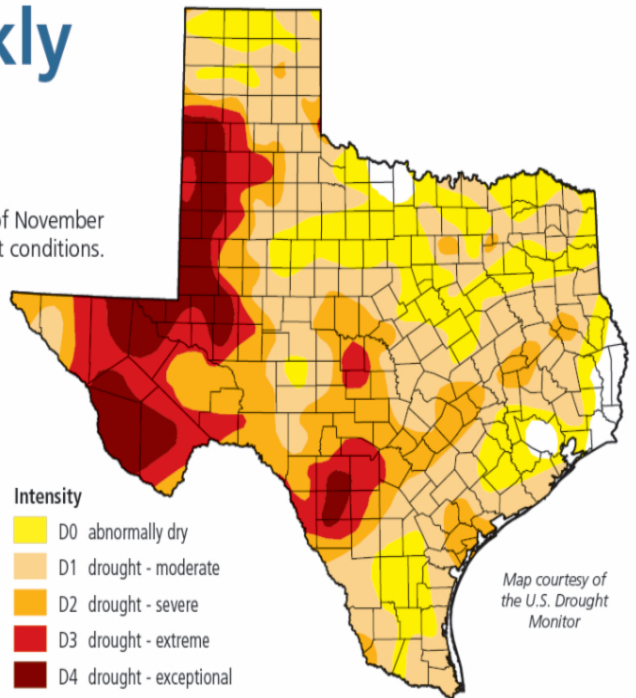 of November
t conditions.
Intensity
D0 abnormally dry
D1 drought - moderate
D2 drought - severe
D3 drought - extreme
D4 drought - exceptional
Map courtesy of
the U.S. Drought
Monitor